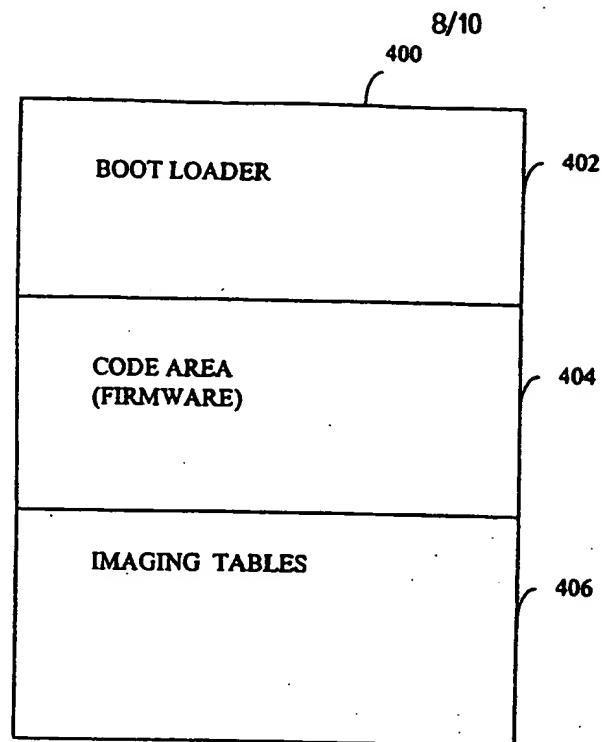 8/10
400
BOOT LOADER
402
CODE AREA
(FIRMWARE)
404
IMAGING TABLES
406